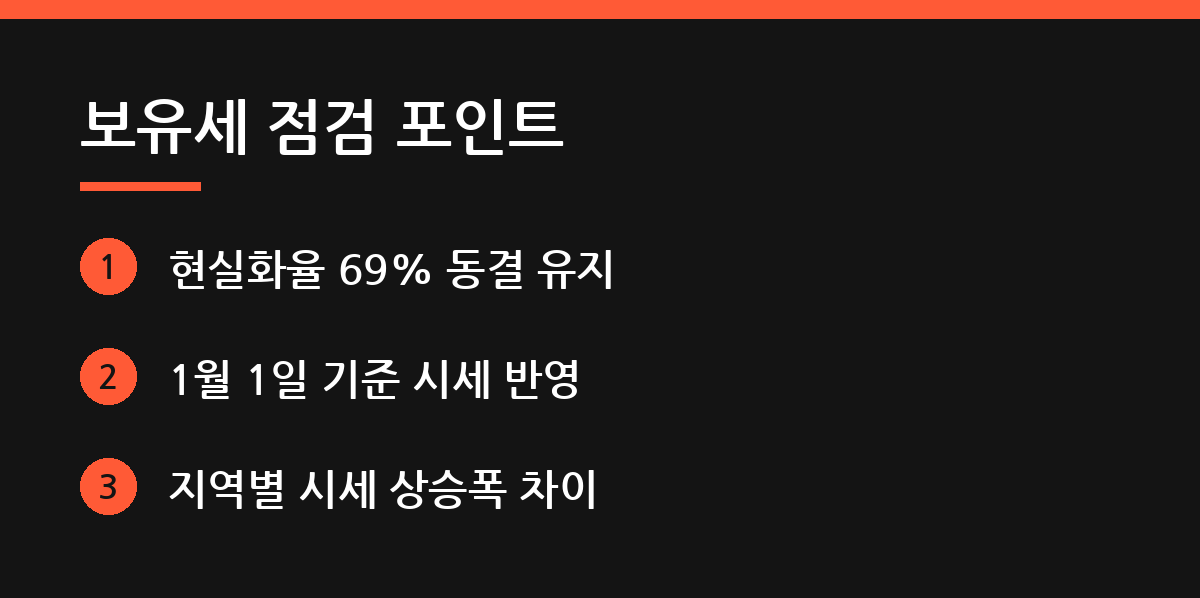 보유세 점검 포인트
1 현실화율 69% 동결 유지
2 1월 1일 기준 시세 반영
3 지역별 시세 상승폭 차이